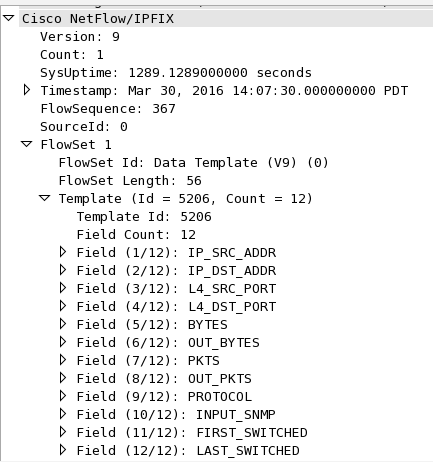 Cisco NetFlow/IPFIX
Version: 9
Count: 1
SysUptime: 1289.1289000000 seconds
Timestamp: Mar 30, 2016 14:07:30.000000000 PDT
FlowSequence: 367
SourceId: 0
FlowSet 1
FlowSet Id: Data Template (V9) (0)
FlowSet Length: 56
Template (Id = 5206, Count = 12)
Template Id: 5206
Field Count: 12
Field (1/12): IP_SRC_ADDR
Field (2/12): IP_DST_ADDR
Field (3/12): L4_SRC_PORT
Field (4/12): L4_DST_PORT
Field (5/12): BYTES
Field (6/12): OUT_BYTES
Field (7/12): PKTS
Field (8/12): OUT_PKTS
Field (9/12): PROTOCOL
Field (10/12): INPUT_SNMP
Field (11/12): FIRST_SWITCHED
Field (12/12): LAST_SWITCHED